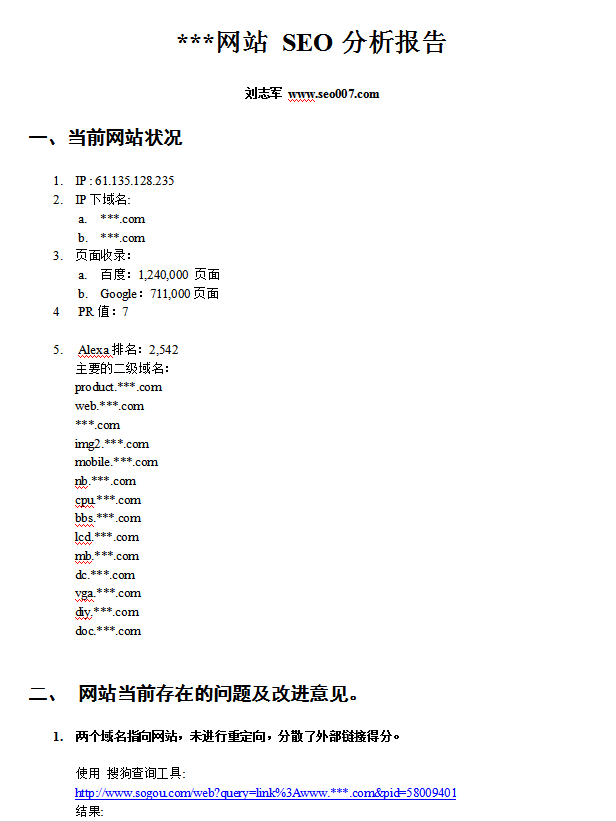 ***网站 SEO 分析报告
刘志军 www.seo007.com
一、当前网站状况
1. IP : 61.135.128.235
2. IP 下域名:
a. ***.com
b. ***.com
3. 页面收录：
a. 百度：1,240,000 页面
b. Google：711,000 页面
4 PR 值：7
5. Alexa 排名：2,542
主要的二级域名：
product.***.com
web.***.com
***.com
img2.***.com
mobile.***.com
nb.***.com
cpu.***.com
bbs.***.com
lcd.***.com
mb.***.com
dc.***.com
vga.***.com
diy.***.com
doc.***.com
二、 网站当前存在的问题及改进意见。
1. 两个域名指向网站，未进行重定向，分散了外部链接得分。
使用 搜狗查询工具:
http://www.sogou.com/web?query=link%3Awww.***.com&pid=58009401
结果: